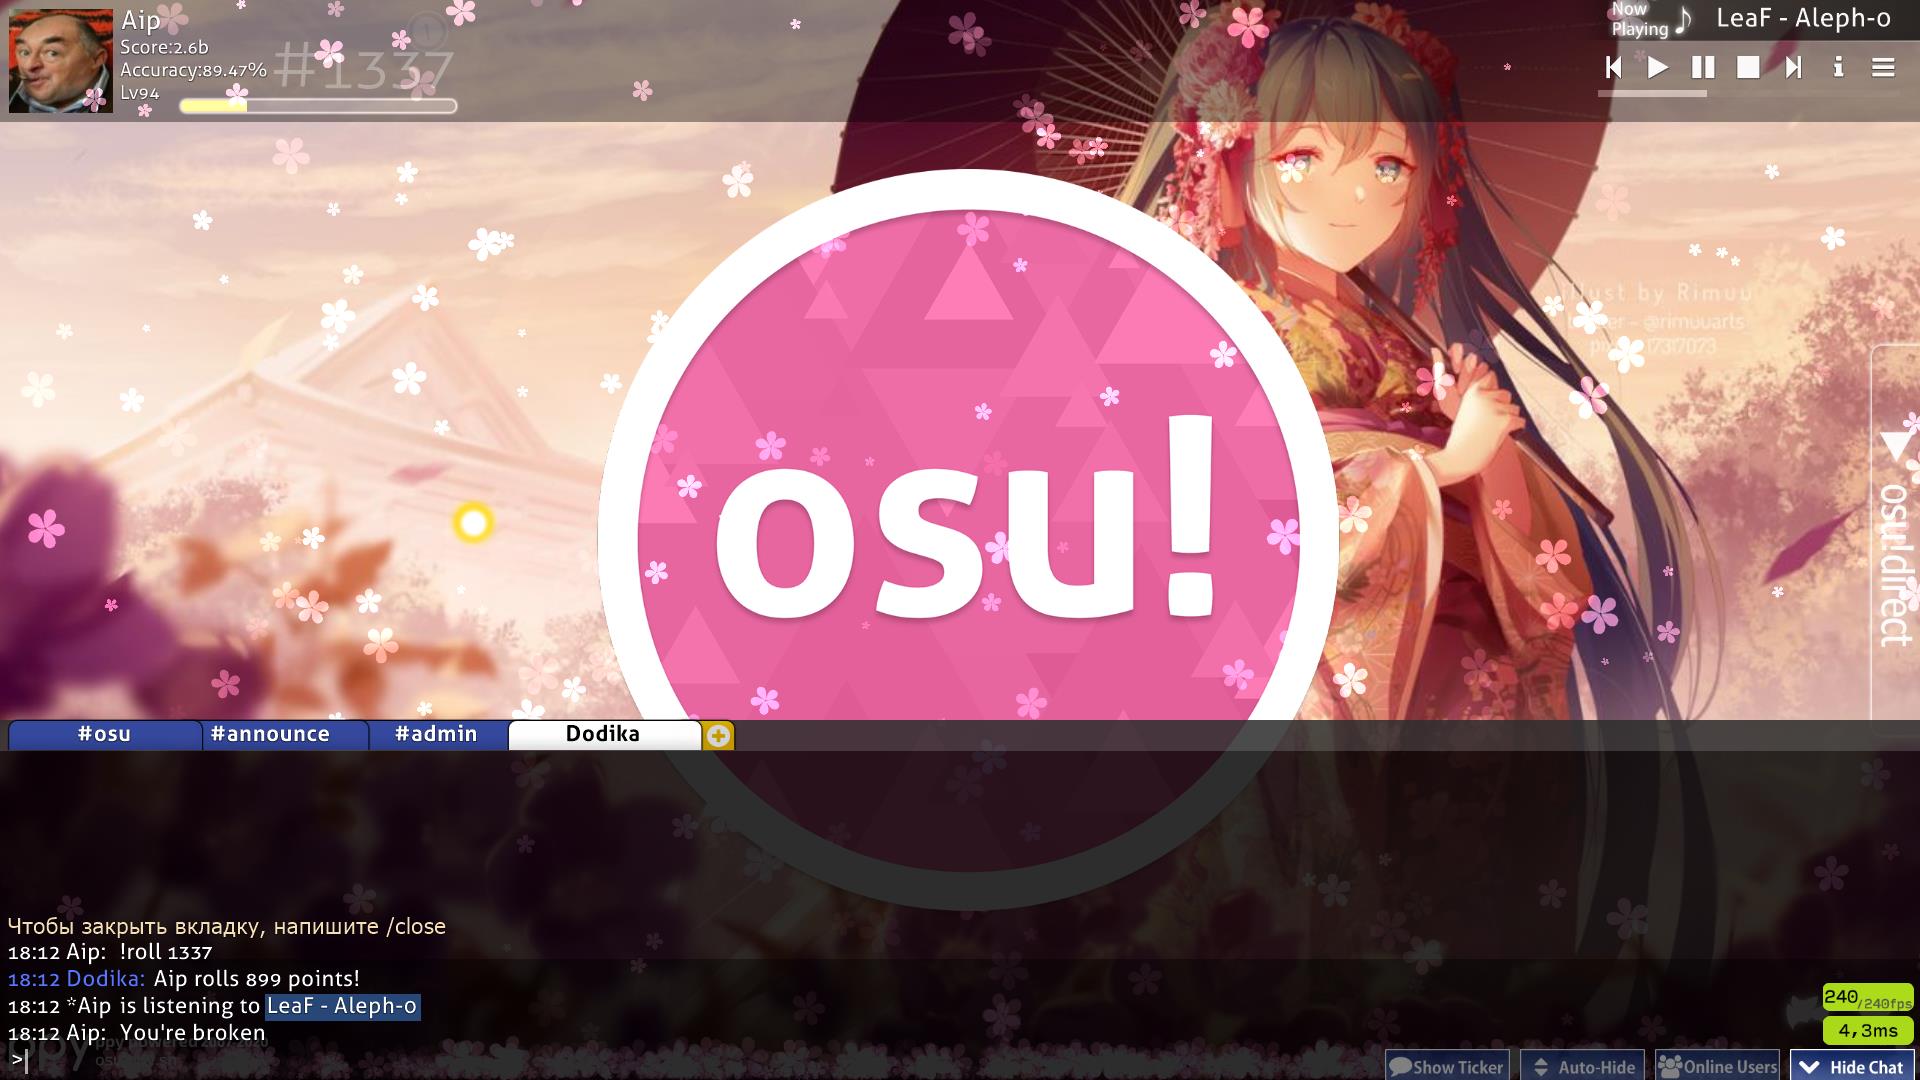 Aip
Score:2.6b
Accuracy:89.47%
Lv94
#1337
Now Playing
LeaF - Aleph-0
illust by Rimuu
@rimuuarts
osu!
osu!direct
#osu
#announce
#admin
Dodika
Чтобы закрыть вкладку, напишите /close
18:12 Aip: !roll 1337
18:12 Dodika: Aip rolls 899 points!
18:12 *Aip is listening to LeaF - Aleph-0
18:12 Aip: You're broken
>|
240/240fps
4,3ms
Show Ticker
Auto-Hide
Online Users
Hide Chat